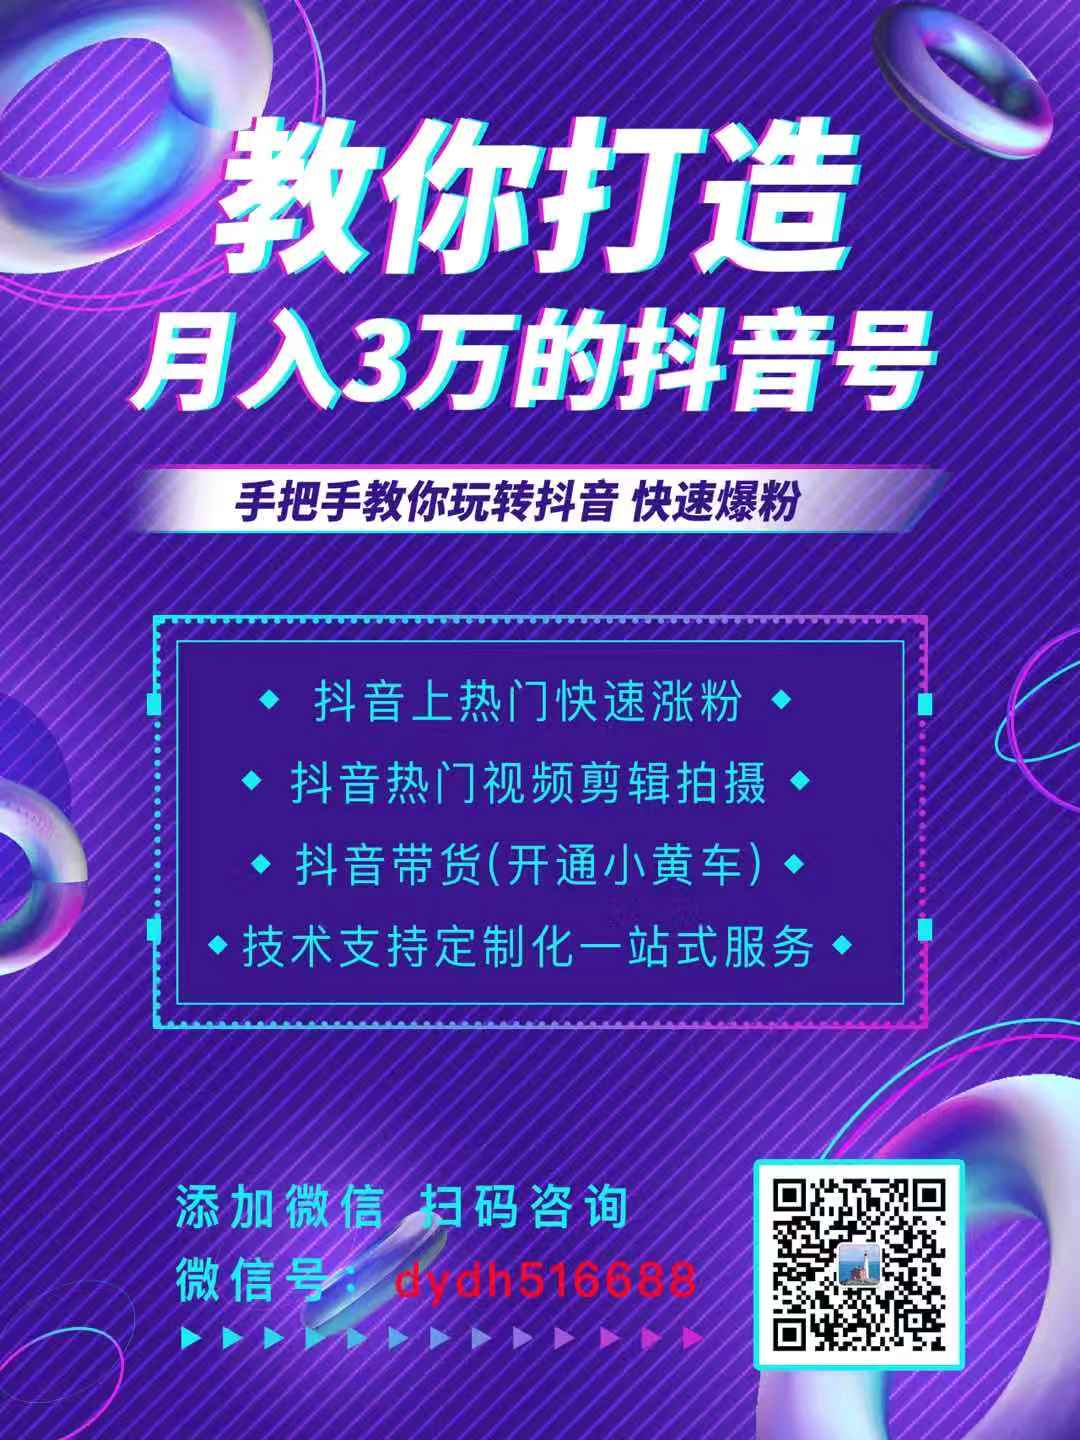 教你打造
月入3万的抖音号
手把手教你玩转抖音 快速爆粉
抖音上热门快速涨粉
抖音热门视频剪辑拍摄
抖音带货(开通小黄车)
技术支持定制化一站式服务
添加微信 扫码咨询
微信号：dydh516688